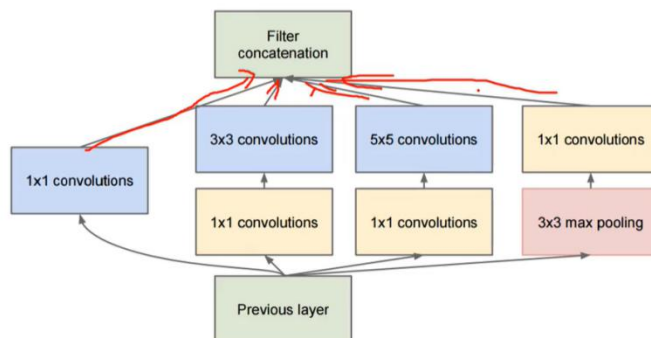 Filter
concatenation
3x3 convolutions
5x5 convolutions
1x1 convolutions
1x1 convolutions
1x1 convolutions
1x1 convolutions
3x3 max pooling
Previous layer